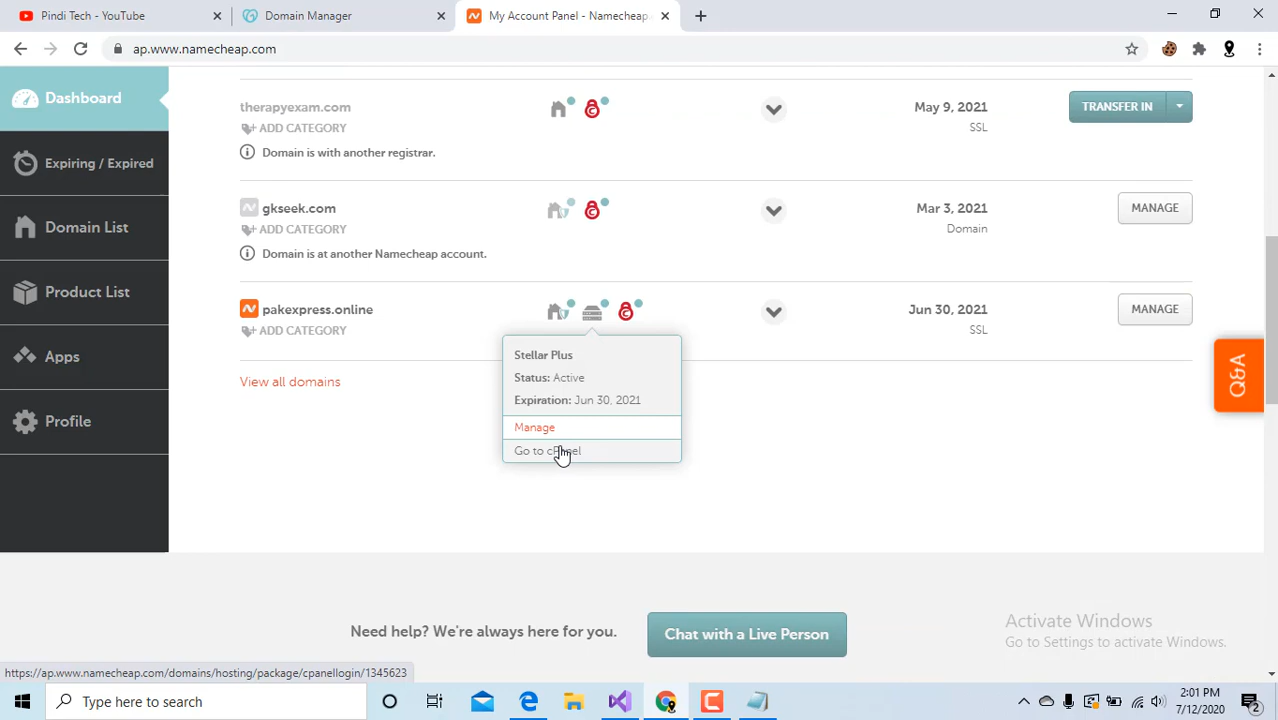 Pindi Tech - YouTube
Domain Manager
My Account Panel - Namecheap
ap.www.namecheap.com
Dashboard
Expiring / Expired
Domain List
Product List
Apps
Profile
therapyexam.com
ADD CATEGORY
May 9, 2021
SSL
TRANSFER IN
Domain is with another registrar.
gkseek.com
ADD CATEGORY
Mar 3, 2021
Domain
MANAGE
Domain is at another Namecheap account.
pakexpress.online
ADD CATEGORY
Jun 30, 2021
SSL
MANAGE
Stellar Plus
Status: Active
Expiration: Jun 30, 2021
Manage
Go to cPanel
View all domains
Q&A
Need help? We're always here for you.
Chat with a Live Person
Activate Windows
Go to Settings to activate Windows.
https://ap.www.namecheap.com/domains/hosting/package/cpanellogin/1345623
Type here to search
2:01 PM
7/12/2020
2